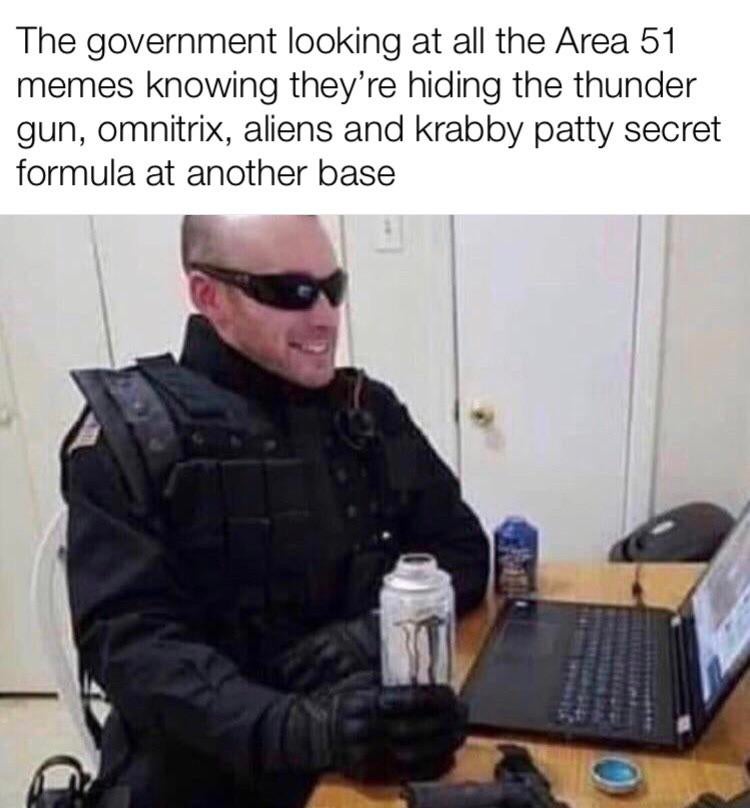 The government looking at all the Area 51
memes knowing they’re hiding the thunder
gun, omnitrix, aliens and krabby patty secret
formula at another base